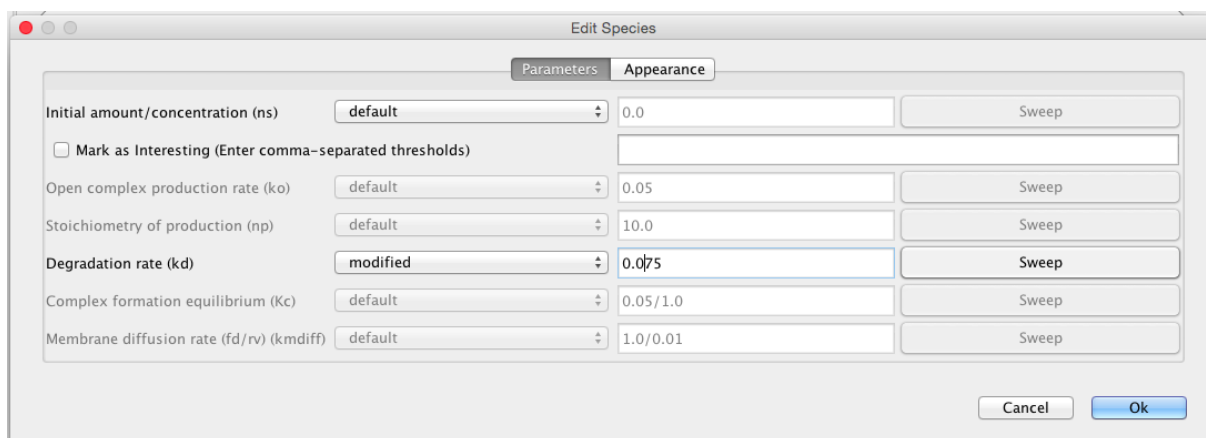 Edit Species
Parameters Appearance
Initial amount/concentration (ns) default 0.0 Sweep
Mark as Interesting (Enter comma-separated thresholds)
Open complex production rate (ko) default 0.05 Sweep
Stoichiometry of production (np) default 10.0 Sweep
Degradation rate (kd) modified 0.075 Sweep
Complex formation equilibrium (Kc) default 0.05/1.0 Sweep
Membrane diffusion rate (fd/rv) (kmdiff) default 1.0/0.01 Sweep
Cancel Ok